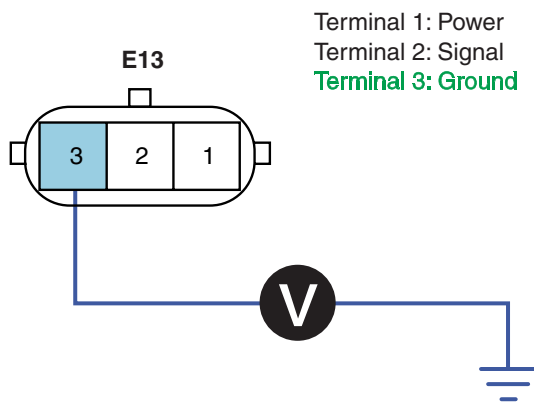 Terminal 1: Power
Terminal 2: Signal
Terminal 3: Ground
E13
3 2 1
V